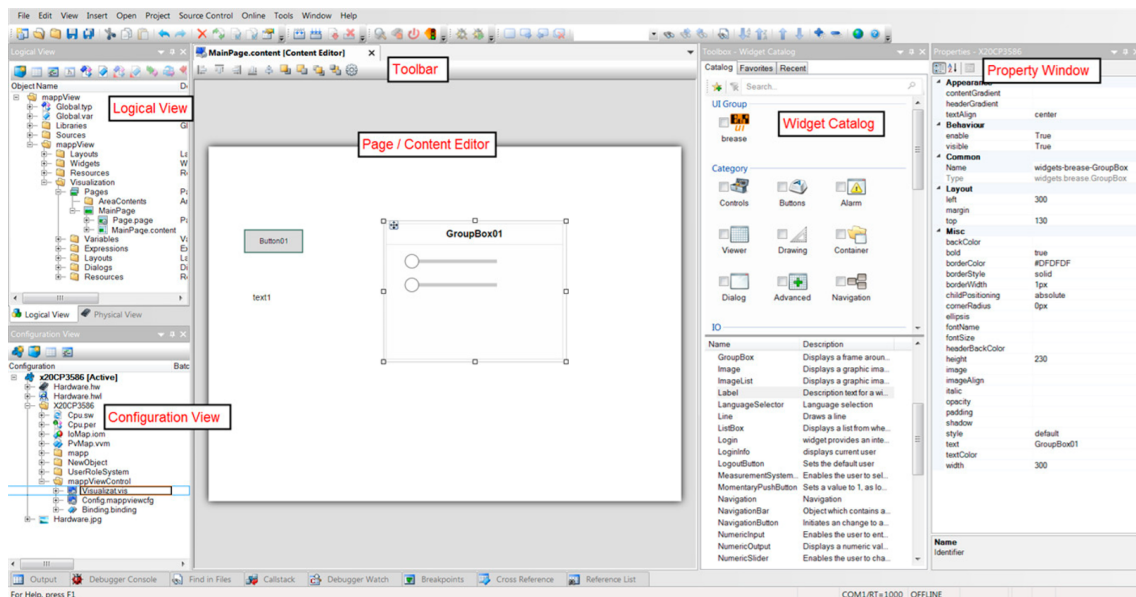 File Edit View Insert Open Project Source Control Online Tools Window Help
Logical View
Object Name
mappView
Global.typ
Global.var
Libraries
Sources
mappView
Layouts
Widgets
Resources
Visualization
Pages
AreaContents
MainPage
Page.page
MainPage.content
Variables
Expressions
Layouts
Dialogs
Resources
Logical View
Logical View Physical View
Configuration View
Configuration
x20CP3586 [Active]
Hardware.hw
Hardware.hwl
X20CP3586
Cpu.sw
Cpu.per
IoMap.iom
PvMap.vvm
mapp
NewObject
UserRoleSystem
mappViewControl
Visualizat.vis
Config.mappviewcfg
Binding.binding
Hardware.jpg
Configuration View
MainPage.content [Content Editor] X
Toolbar
Page / Content Editor
Button01
text1
GroupBox01
Toolbox - Widget Catalog
Catalog Favorites Recent
Search...
UI Group
UI
brease
Widget Catalog
Category
Controls Buttons Alarm
Viewer Drawing Container
Dialog Advanced Navigation
IO
Name Description
GroupBox Displays a frame aroun...
Image Displays a graphic ima...
ImageList Displays a graphic ima...
Label Description text for a wi...
LanguageSelector Language selection
Line Draws a line
ListBox Displays a list from whe...
Login widget provides an inte...
LoginInfo displays current user
LogoutButton Sets the default user
MeasurementSystem... Enables the user to sel...
MomentaryPushButton Sets a value to 1, as lo...
Navigation Navigation
NavigationBar Object which contains a...
NavigationButton Initiates an change to a...
NumericInput Enables the user to ent...
NumericOutput Displays a numeric val...
NumericSlider Enables the user to cha...
Properties - X20CP3586
Property Window
Appearance
contentGradient
headerGradient
textAlign center
Behaviour
enable True
visible True
Common
Name widgets-brease-GroupBox
Type widgets.brease.GroupBox
Layout
left 300
margin
top 130
Misc
backColor
bold true
borderColor #DFDFDF
borderStyle solid
borderWidth 1px
childPositioning absolute
cornerRadius 0px
ellipsis
fontName
fontSize
headerBackColor
height 230
image
imageAlign
italic
opacity
padding
shadow
style default
text GroupBox01
textColor
width 300
Name
Identifier
Output Debugger Console Find in Files Callstack Debugger Watch Breakpoints Cross Reference Reference List
For Help, press F1
COM1/RT=1000 OFFLINE